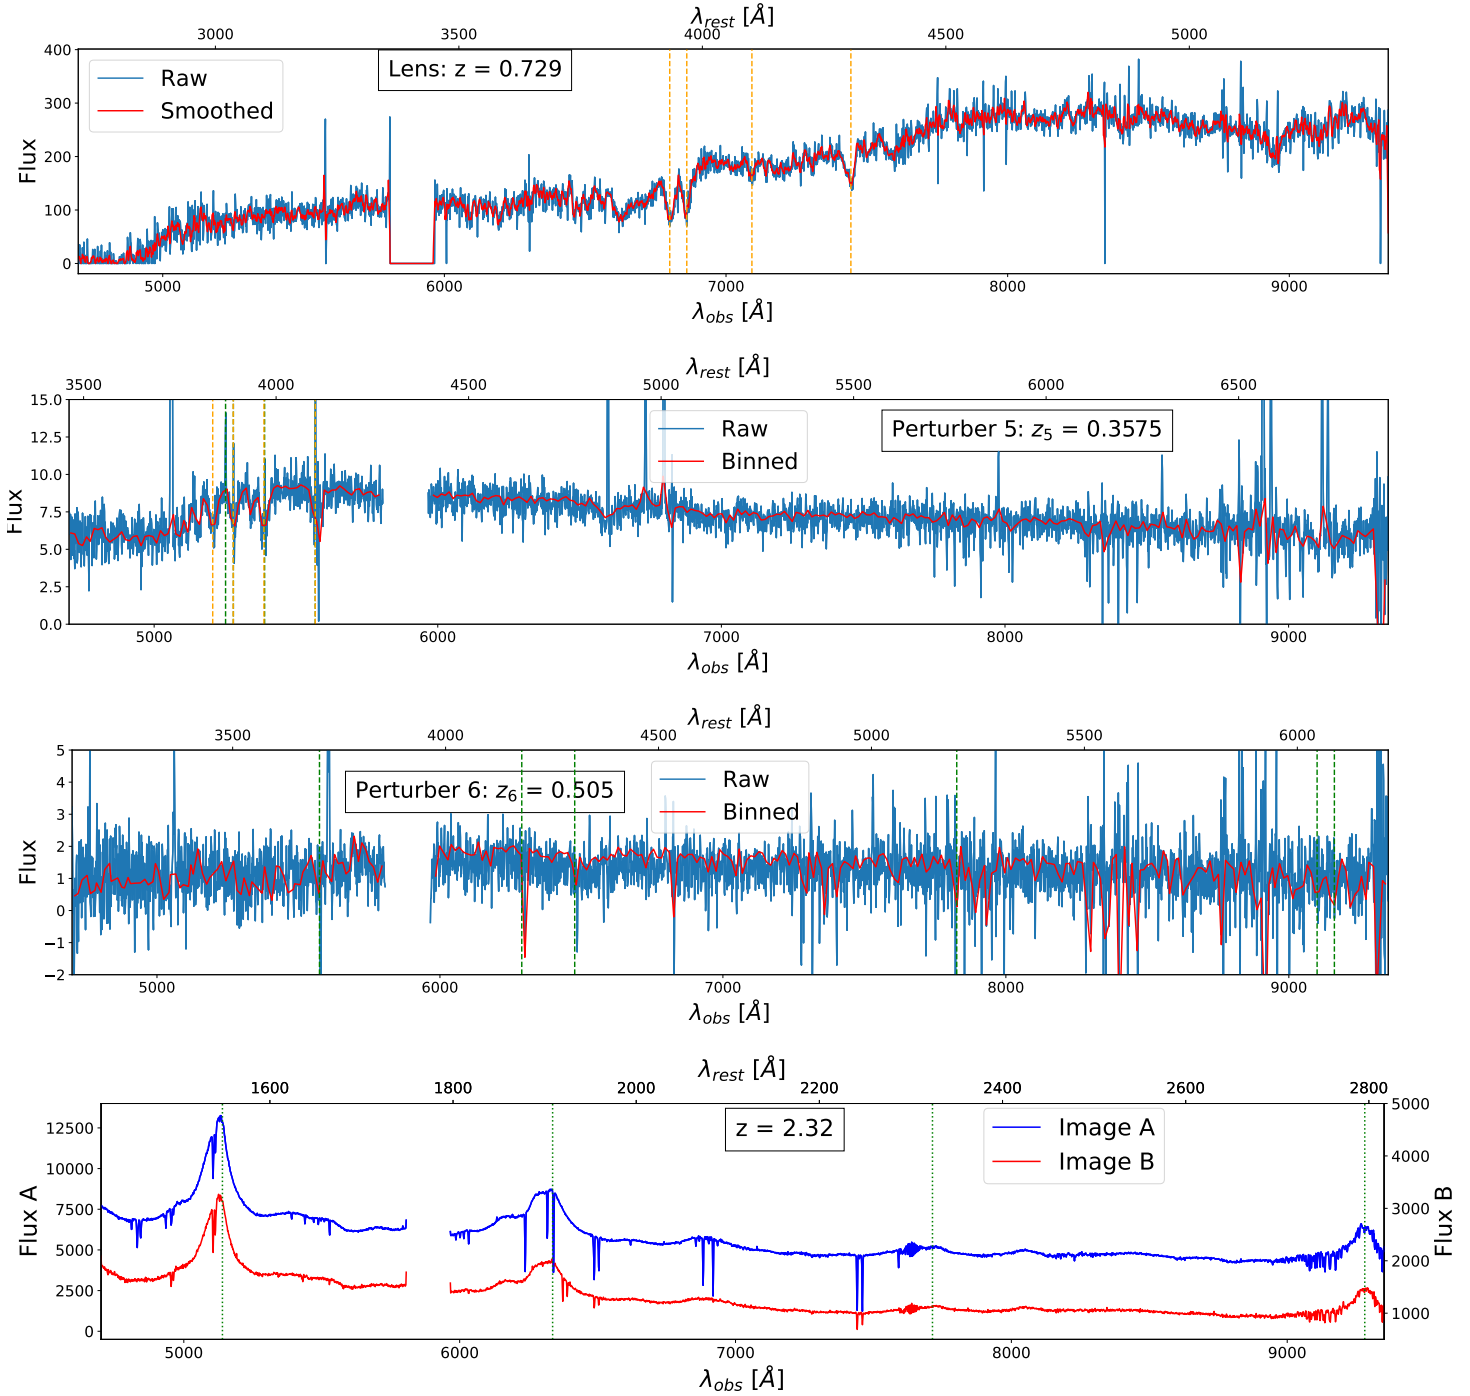 λrest [Å]
3000 3500 4000 4500 5000
400
300
200
100
0
Flux
Raw
Smoothed
Lens: z = 0.729
5000 6000 7000 8000 9000
λobs [Å]
λrest [Å]
3500 4000 4500 5000 5500 6000 6500
15.0
12.5
10.0
7.5
5.0
2.5
0.0
Flux
Raw
Binned
Perturber 5: z5 = 0.3575
5000 6000 7000 8000 9000
λobs [Å]
λrest [Å]
3500 4000 4500 5000 5500 6000
5
4
3
2
1
0
−1
−2
Flux
Perturber 6: z6 = 0.505
Raw
Binned
5000 6000 7000 8000 9000
λobs [Å]
λrest [Å]
1600 1800 2000 2200 2400 2600 2800
12500
10000
7500
5000
2500
0
Flux A
z = 2.32
Image A
Image B
5000
4000
3000
2000
1000
Flux B
5000 6000 7000 8000 9000
λobs [Å]